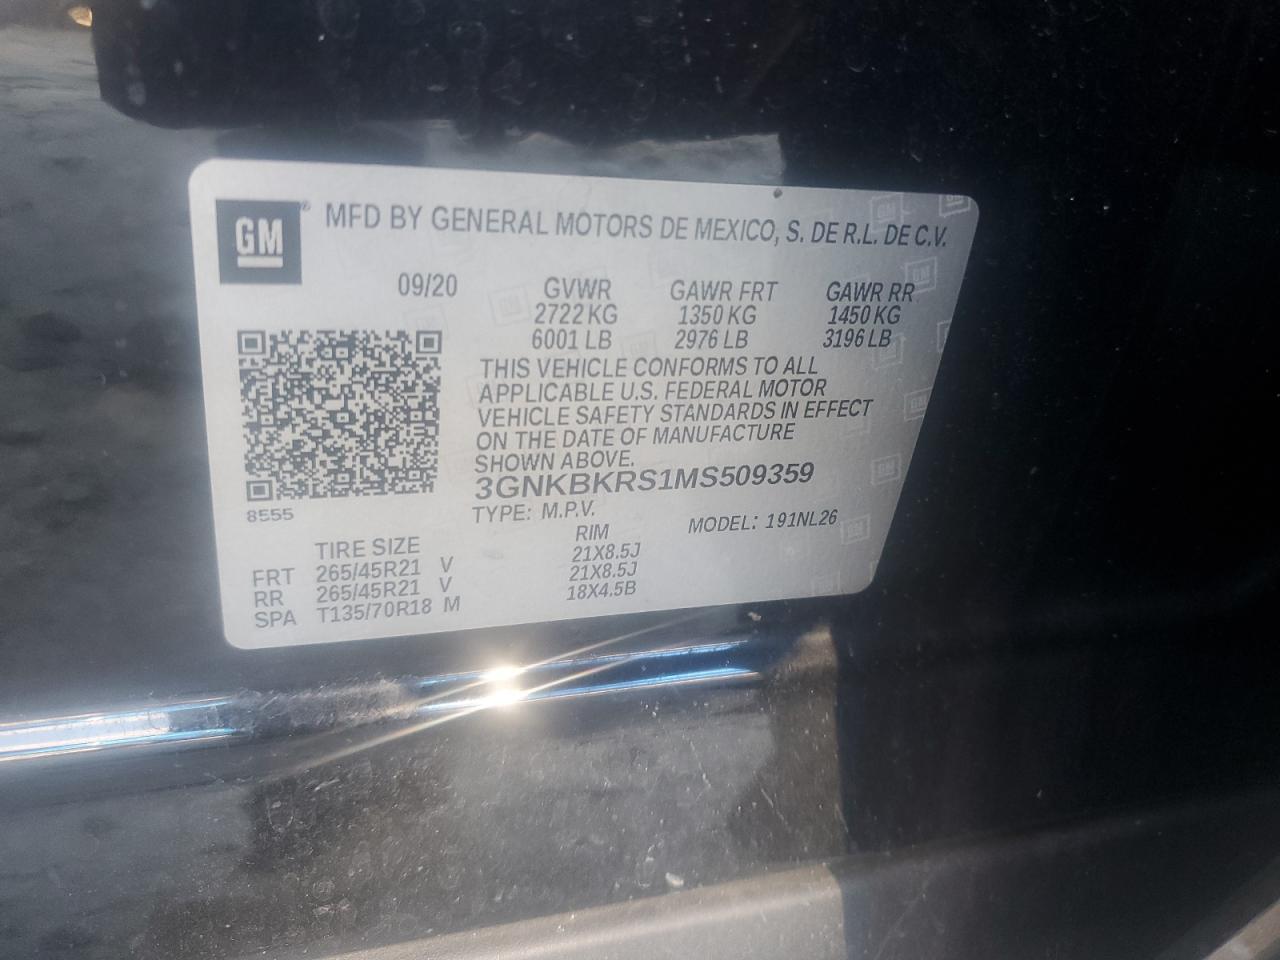 GM® MFD BY GENERAL MOTORS DE MEXICO, S. DE R.L. DE C.V.
09/20 GVWR GAWR FRT GAWR RR
2722 KG 1350 KG 1450 KG
6001 LB 2976 LB 3196 LB
THIS VEHICLE CONFORMS TO ALL
APPLICABLE U.S. FEDERAL MOTOR
VEHICLE SAFETY STANDARDS IN EFFECT
ON THE DATE OF MANUFACTURE
SHOWN ABOVE.
3GNKBKRS1MS509359
8555
TYPE: M.P.V. MODEL: 191NL26
TIRE SIZE RIM
FRT 265/45R21 V 21X8.5J
RR 265/45R21 V 21X8.5J
SPA T135/70R18 M 18X4.5B